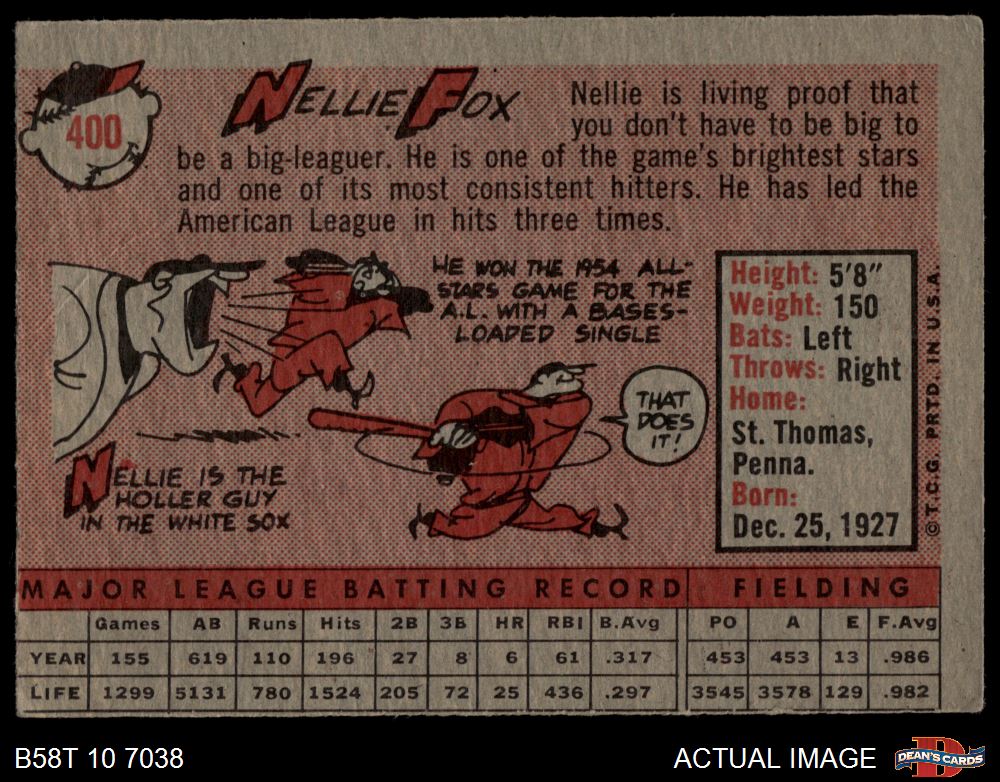 400
NELLIE FOX
Nellie is living proof that
you don't have to be big to
be a big-leaguer. He is one of the game's brightest stars
and one of its most consistent hitters. He has led the
American League in hits three times.
HE WON THE 1954 ALL-
STARS GAME FOR THE
A.L. WITH A BASES-
LOADED SINGLE
THAT
DOES
IT!
NELLIE IS THE
HOLLER GUY
IN THE WHITE SOX
Height: 5'8"
Weight: 150
Bats: Left
Throws: Right
Home:
St. Thomas,
Penna.
Born:
Dec. 25, 1927
© T.C.G. PRTD. IN U.S.A.
MAJOR LEAGUE BATTING RECORD FIELDING
Games AB Runs Hits 2B 3B HR RBI B.Avg PO A E F.Avg
YEAR 155 619 110 196 27 8 6 61 .317 453 453 13 .986
LIFE 1299 5131 780 1524 205 72 25 436 .297 3545 3578 129 .982
B58T 10 7038 ACTUAL IMAGE D DEAN'S CARDS